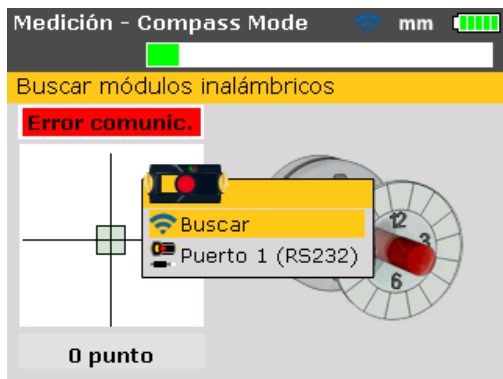 Medición - Compass Mode mm
Buscar módulos inalámbricos
Error comunic.
Buscar
Puerto 1 (RS232)
12
3
6
0 punto